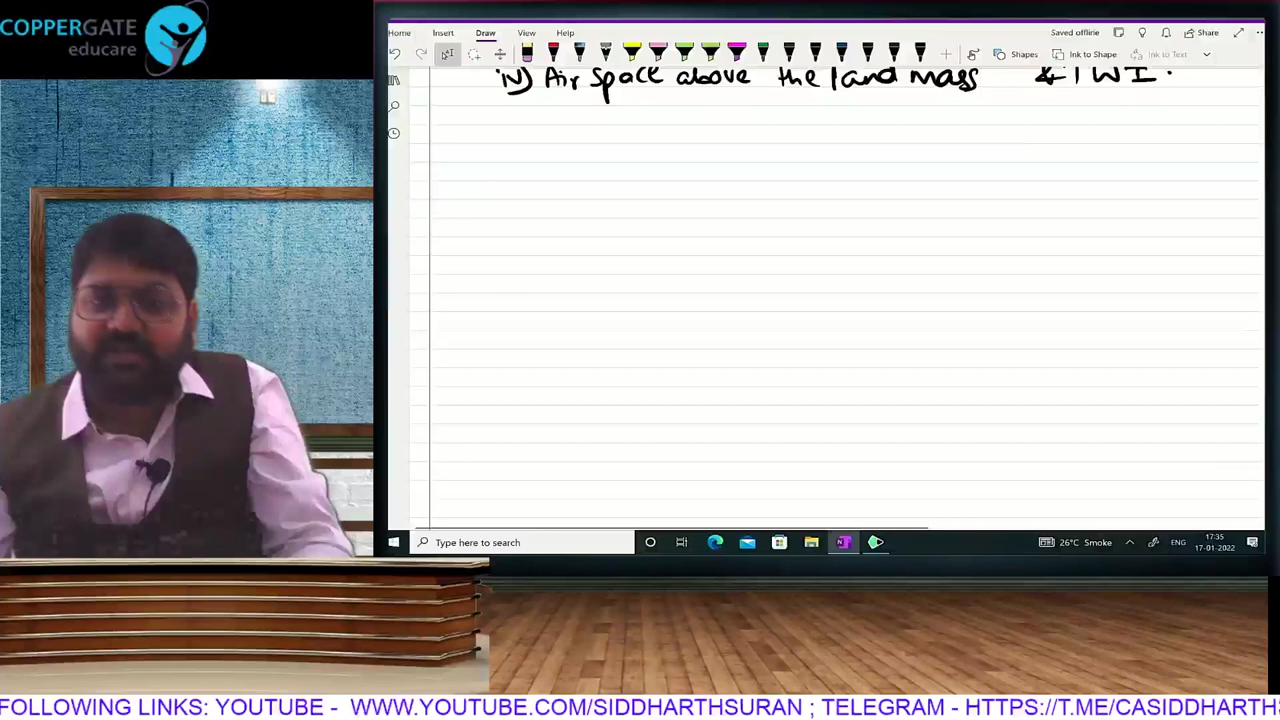 COPPERGATE
educare
Home Insert Draw View Help Saved offline Share
Shapes Ink to Shape Ink to Text
iv) Air Space above the land mass & TWI.
Type here to search
26°C Smoke ENG 17:35
17-01-2022
FOLLOWING LINKS: YOUTUBE - WWW.YOUTUBE.COM/SIDDHARTHSURAN ; TELEGRAM - HTTPS://T.ME/CASIDDHARTH